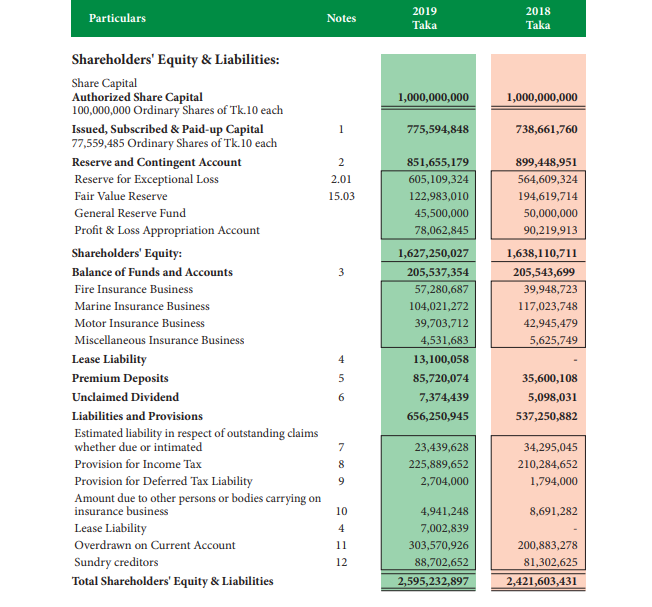 Particulars Notes 2019 Taka 2018 Taka
Shareholders' Equity & Liabilities:
Share Capital
Authorized Share Capital 1,000,000,000 1,000,000,000
100,000,000 Ordinary Shares of Tk.10 each
Issued, Subscribed & Paid-up Capital 1 775,594,848 738,661,760
77,559,485 Ordinary Shares of Tk.10 each
Reserve and Contingent Account 2 851,655,179 899,448,951
Reserve for Exceptional Loss 2.01 605,109,324 564,609,324
Fair Value Reserve 15.03 122,983,010 194,619,714
General Reserve Fund 45,500,000 50,000,000
Profit & Loss Appropriation Account 78,062,845 90,219,913
Shareholders' Equity: 1,627,250,027 1,638,110,711
Balance of Funds and Accounts 3 205,537,354 205,543,699
Fire Insurance Business 57,280,687 39,948,723
Marine Insurance Business 104,021,272 117,023,748
Motor Insurance Business 39,703,712 42,945,479
Miscellaneous Insurance Business 4,531,683 5,625,749
Lease Liability 4 13,100,058 -
Premium Deposits 5 85,720,074 35,600,108
Unclaimed Dividend 6 7,374,439 5,098,031
Liabilities and Provisions 656,250,945 537,250,882
Estimated liability in respect of outstanding claims
whether due or intimated 7 23,439,628 34,295,045
Provision for Income Tax 8 225,889,652 210,284,652
Provision for Deferred Tax Liability 9 2,704,000 1,794,000
Amount due to other persons or bodies carrying on
insurance business 10 4,941,248 8,691,282
Lease Liability 4 7,002,839 -
Overdrawn on Current Account 11 303,570,926 200,883,278
Sundry creditors 12 88,702,652 81,302,625
Total Shareholders' Equity & Liabilities 2,595,232,897 2,421,603,431